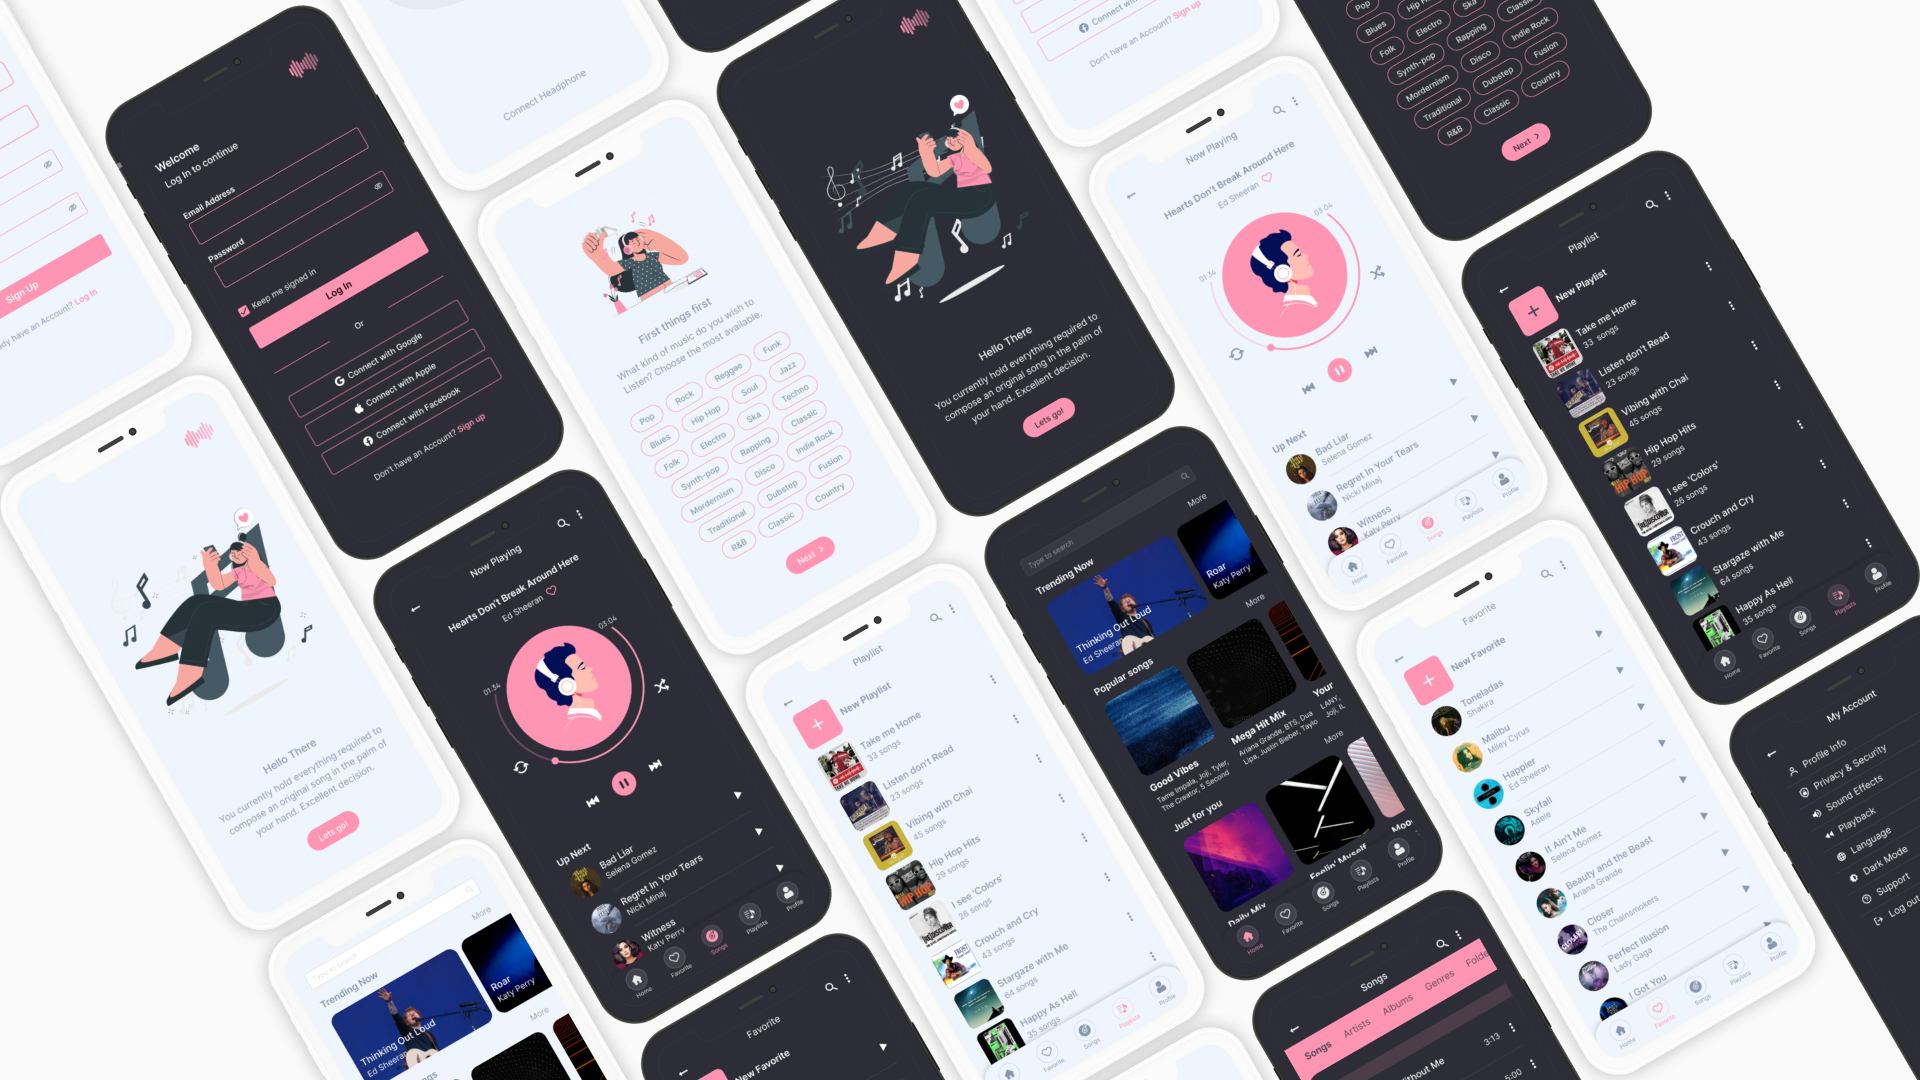 Sign Up
have an Account? Log In
Welcome
Log In to continue
Email Address
Password
Keep me signed in
Log In
Or
Connect with Google
Connect with Apple
Connect with Facebook
Don't have an Account? Sign up
Connect Headphone
Hello There
You currently hold everything required to
compose an original song in the palm of
your hand. Excellent decision.
Lets go!
First things first
What kind of music do you wish to
Listen? Choose the most available.
Pop
Rock
Reggae
Funk
Blues
Hip Hop
Soul
Jazz
Folk
Electro
Ska
Techno
Synth-pop
Rapping
Classic
Mordernism
Disco
Indie Rock
Traditional
Dubstep
Fusion
R&B
Classic
Country
Next
Hello There
You currently hold everything required to
compose an original song in the palm of
your hand. Excellent decision.
Lets go!
Connect with
Don't have an Account? Sign up
Now Playing
Hearts Don't Break Around Here
Ed Sheeran
01:34
03:04
Up Next
Bad Liar
Selena Gomez
Regret In Your Tears
Nicki Minaj
Witness
Katy Perry
Home
Favorite
Songs
Playlists
Profile
Pop
Hip
Ska
Blues
Electro
Classic
Folk
Rapping
Indie Rock
Synth-pop
Disco
Fusion
Mordernism
Dubstep
Country
Traditional
Classic
R&B
Next
Playlist
New Playlist
Take me Home
33 songs
Listen don't Read
23 songs
Vibing with Chai
45 songs
Hip Hop Hits
29 songs
I see 'Colors'
26 songs
Crouch and Cry
43 songs
Stargaze with Me
64 songs
Happy As Hell
35 songs
Home
Favorite
Songs
Playlists
Profile
Now Playing
Hearts Don't Break Around Here
Ed Sheeran
01:34
03:04
Up Next
Bad Liar
Selena Gomez
Regret In Your Tears
Nicki Minaj
Witness
Katy Perry
Home
Favorite
Songs
Playlists
Profile
Type to search
Trending Now
More
Thinking Out Loud
Ed Sheeran
Roar
Katy Perry
More
Playlist
New Playlist
Take me Home
33 songs
Listen don't Read
23 songs
Vibing with Chai
45 songs
Hip Hop Hits
29 songs
I see 'Colors'
26 songs
Crouch and Cry
43 songs
Stargaze with Me
64 songs
Happy As Hell
35 songs
Home
Favorite
Songs
Playlists
Profile
Type to search
Trending Now
More
Thinking Out Loud
Ed Sheeran
Roar
Katy Perry
Popular songs
More
Good Vibes
Tame Impala, Joji, Tyler,
The Creator, 5 Second
Mega Hit Mix
Ariana Grande, BTS, Dua
Lipa, Justin Bieber, Taylo
Your
LANY,
Joji, IL
Just for you
More
Feelin' Myself
Moo
Daily Mix
Home
Favorite
Songs
Playlists
Profile
Favorite
New Favorite
Toneladas
Shakira
Malibu
Miley Cyrus
Happier
Ed Sheeran
Skyfall
Adele
It Ain't Me
Selena Gomez
Beauty and the Beast
Ariana Grande
Closer
The Chainsmokers
Perfect Illusion
Lady Gaga
I Got You
Home
Favorite
Songs
Playlists
Profile
My Account
Profile Info
Privacy & Security
Sound Effects
Playback
Language
Dark Mode
Support
Log out
Favorite
New Favorite
Songs
Songs
Artists
Albums
Genres
Folde
ithout Me
3:13
5:00